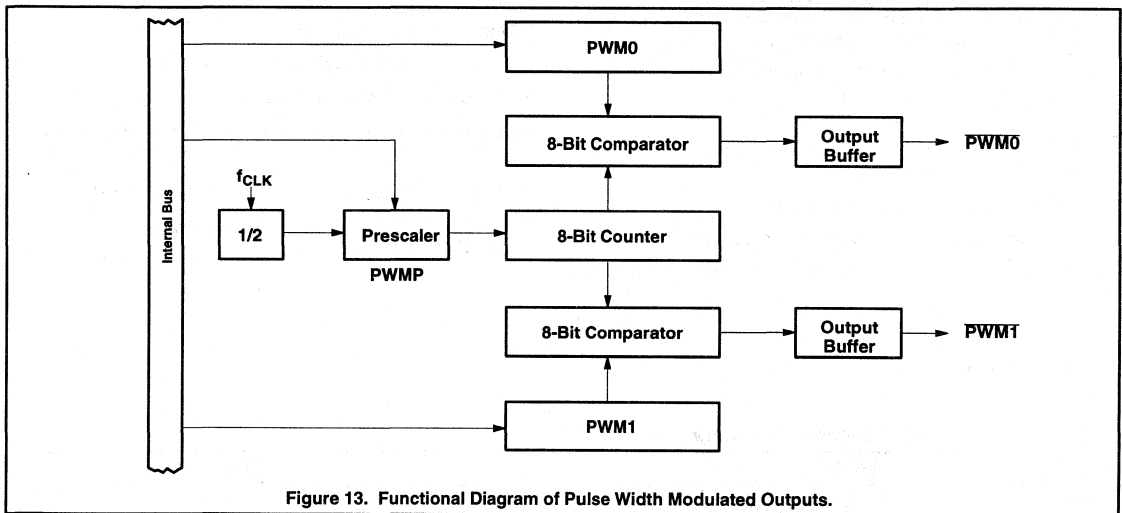 PWM0
8-Bit Comparator
Output
Buffer
PWM0
Internal Bus
fCLK
1/2
Prescaler
PWMP
8-Bit Counter
8-Bit Comparator
Output
Buffer
PWM1
PWM1
Figure 13. Functional Diagram of Pulse Width Modulated Outputs.